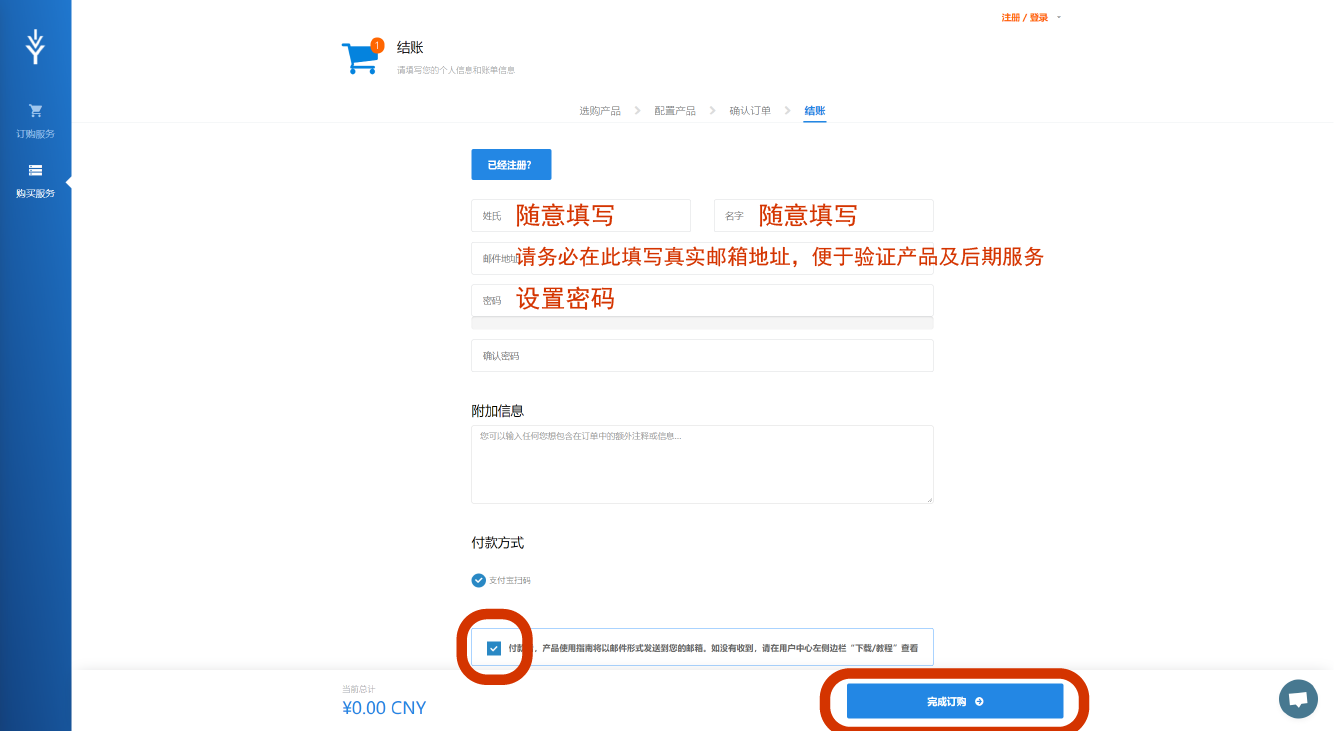 注册 / 登录
1
结账
请填写您的个人信息和账单信息
订购服务
购买服务
选购产品
配置产品
确认订单
结账
已经注册?
姓氏 随意填写
名字 随意填写
邮件地址 请务必在此填写真实邮箱地址，便于验证产品及后期服务
密码 设置密码
确认密码
附加信息
您可以输入任何您想包含在订单中的额外注释或信息...
付款方式
支付宝扫码
付款 ，产品使用指南将以邮件形式发送到您的邮箱。如没有收到，请在用户中心左侧边栏“下载/教程”查看
当前总计
¥0.00 CNY
完成订购